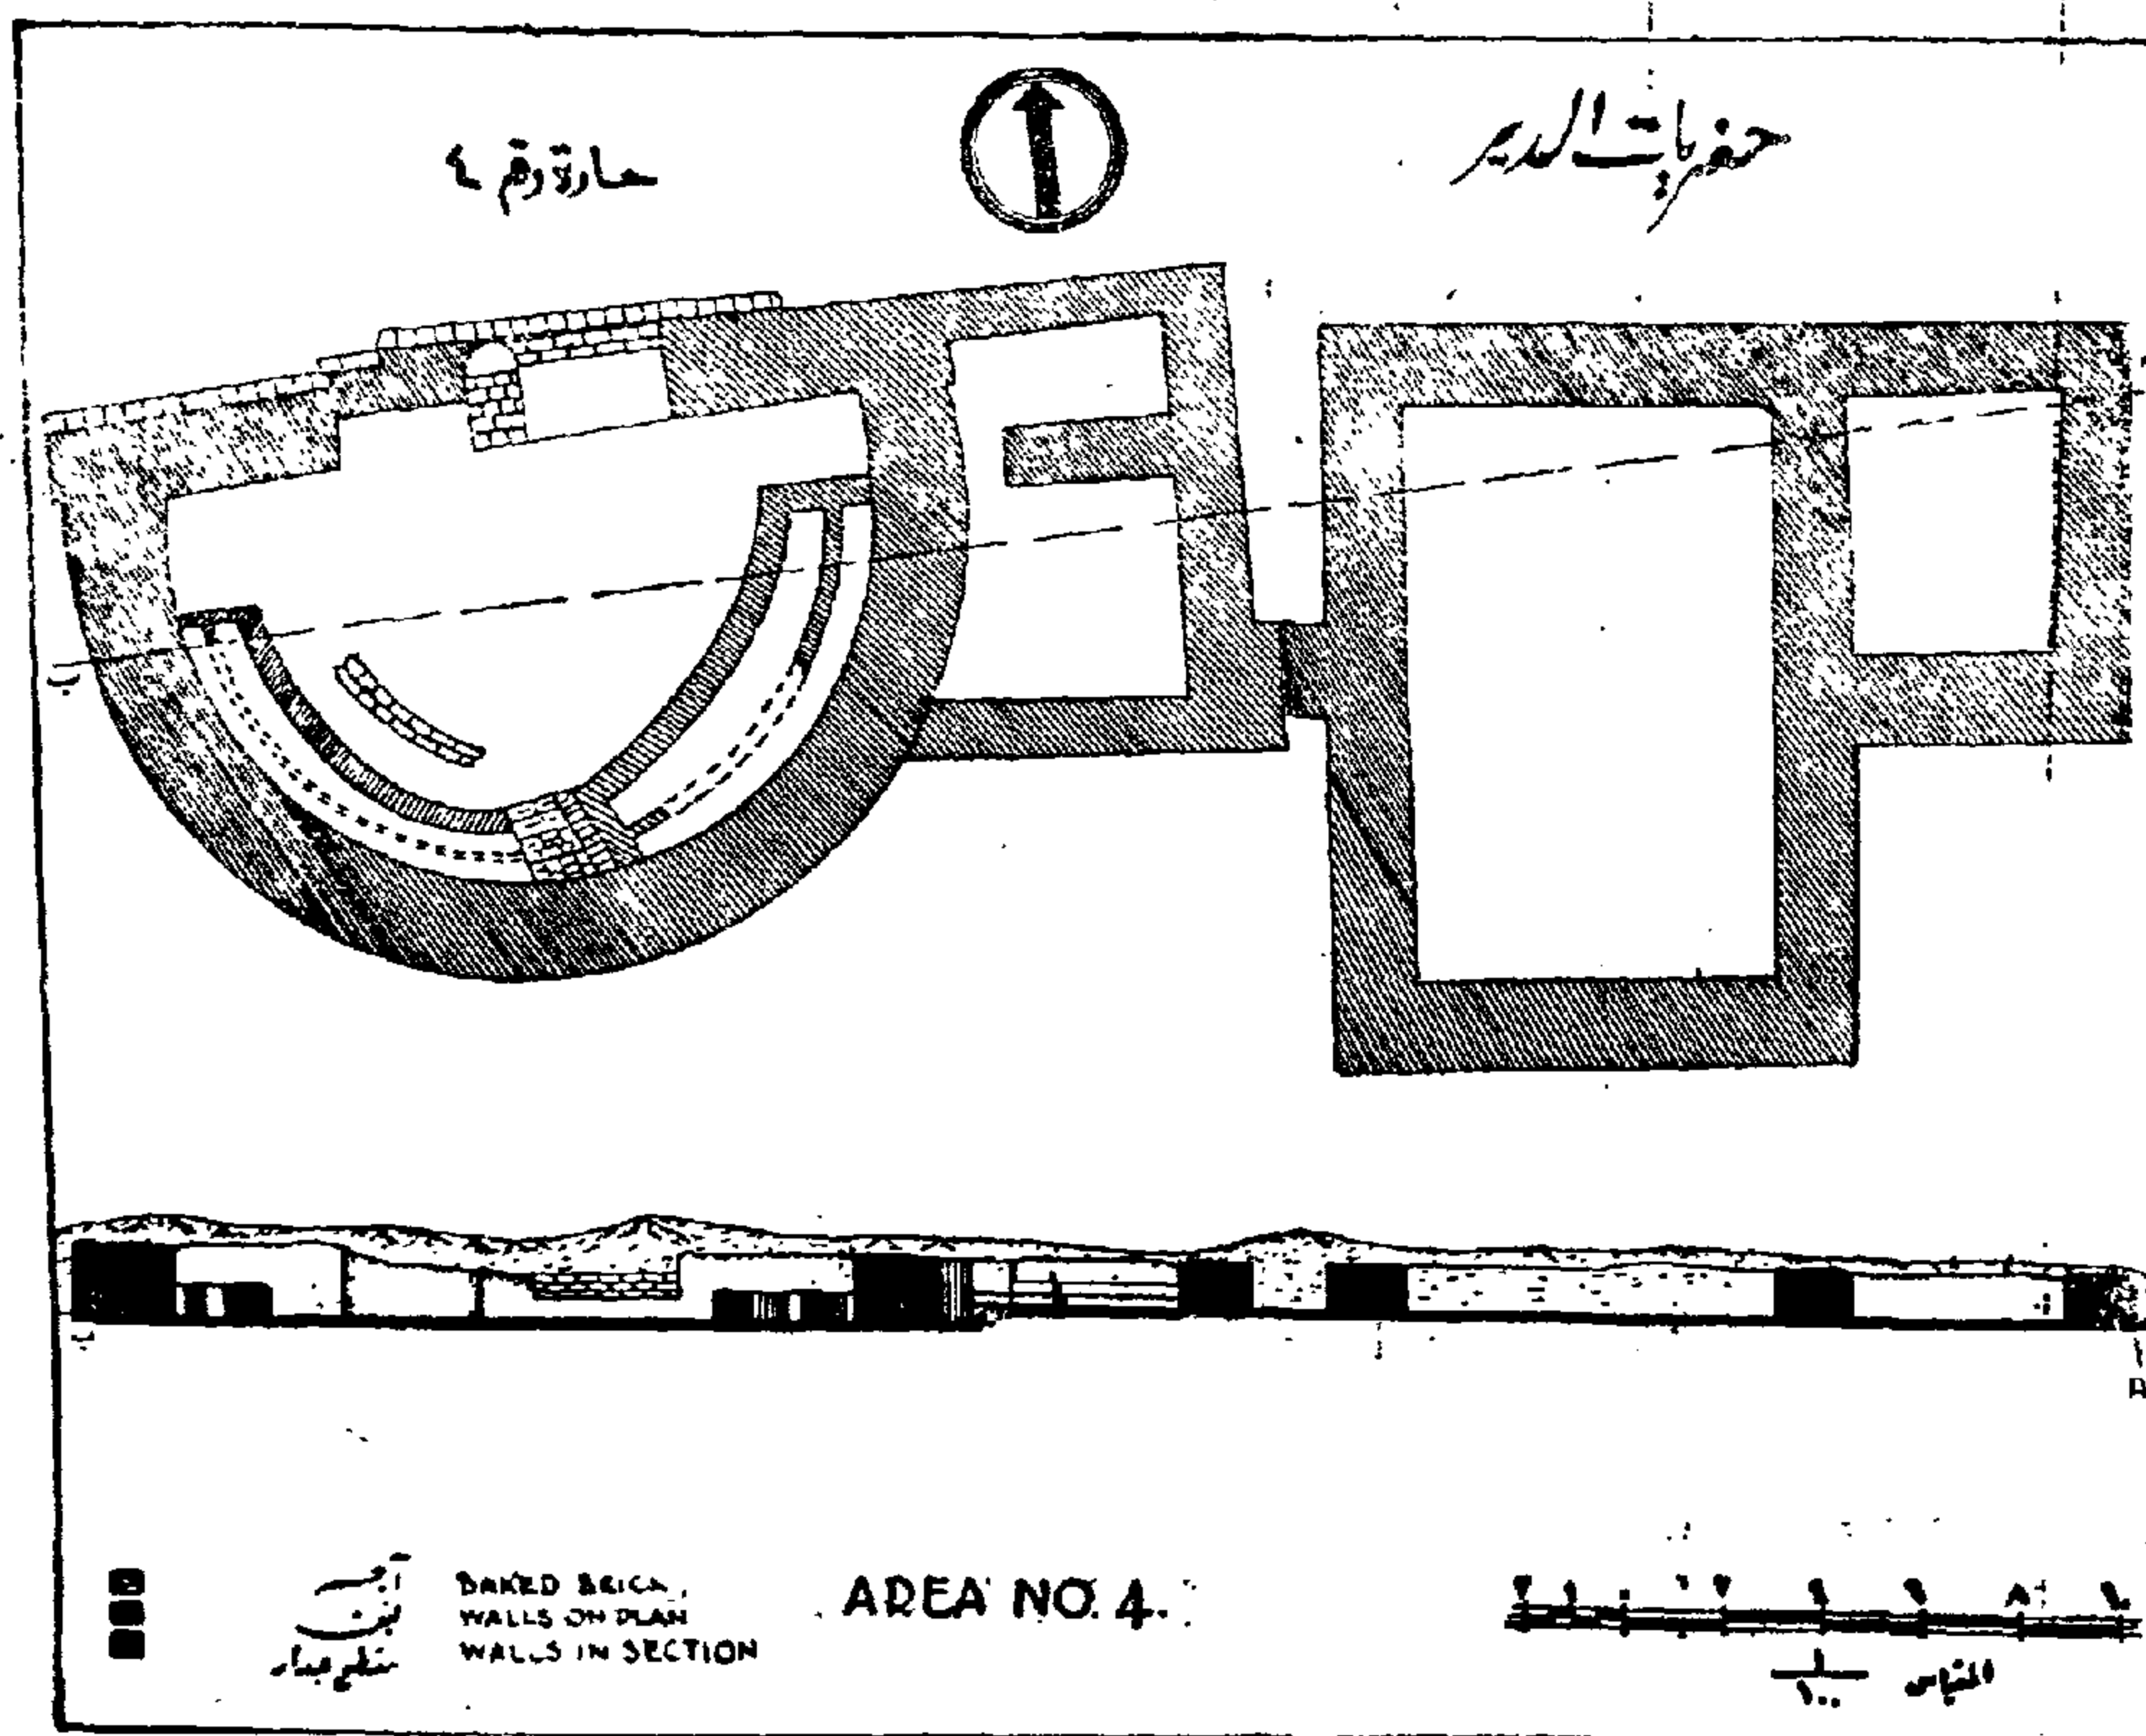 حفريات الدير
حارة رقم ٤
ب
ب
آجر BAKED BRICK
لبن WALLS ON PLAN
مقطع جدار WALLS IN SECTION
AREA NO. 4.
المقياس ١/١٠٠